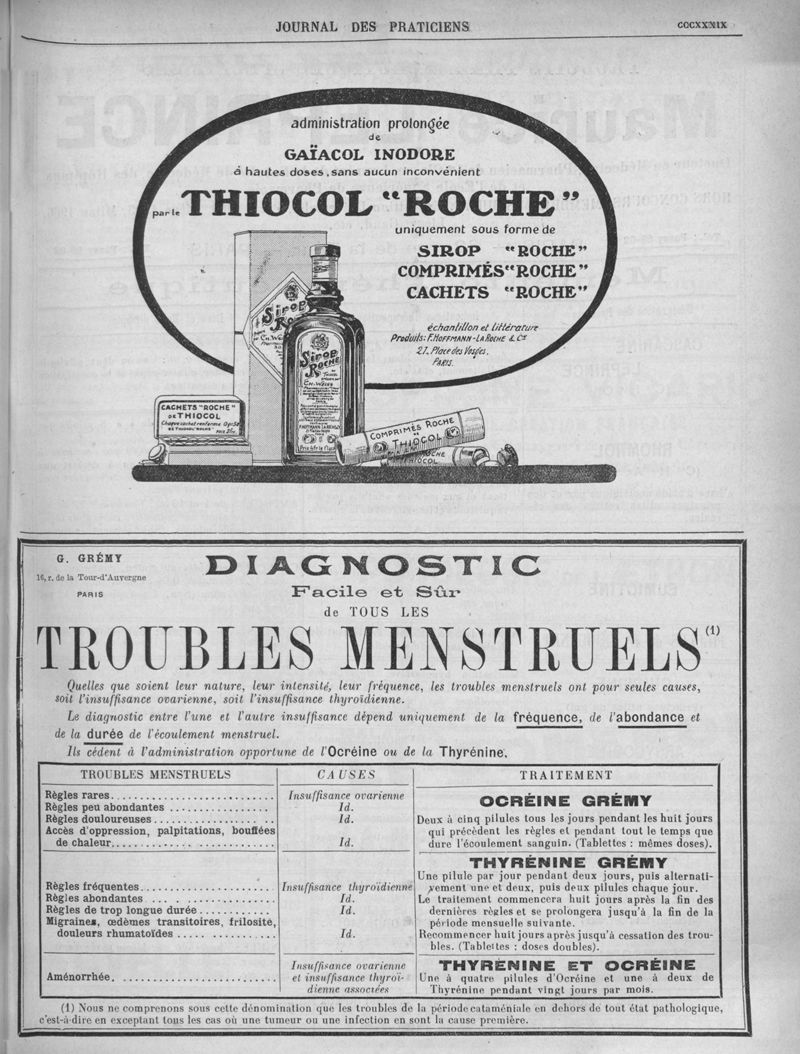 JOURNAL DES PRATICIENS
CCCXXXIX
administration prolongée
de
GAÏACOL INODORE
à hautes doses, sans aucun inconvénient
par le THIOCOL "ROCHE"
uniquement sous forme de
SIROP "ROCHE"
COMPRIMÉS "ROCHE"
CACHETS "ROCHE"
échantillon et Littérature
Produits: F. HOFFMANN-LA ROCHE & Cie
21, Place des Vosges.
PARIS.
Sirop
Roche
Sirop
Roche
CACHETS "ROCHE"
DE THIOCOL
COMPRIMÉS ROCHE
DE
THIOCOL
ROCHE
THIOCOL
G. GRÉMY
16, r. de la Tour-d'Auvergne
PARIS
DIAGNOSTIC
Facile et Sûr
de TOUS LES
TROUBLES MENSTRUELS (1)
Quelles que soient leur nature, leur intensité, leur fréquence, les troubles menstruels ont pour seules causes,
soit l'insuffisance ovarienne, soit l'insuffisance thyroïdienne.
Le diagnostic entre l'une et l'autre insuffisance dépend uniquement de la fréquence, de l'abondance et
de la durée de l'écoulement menstruel.
Ils cèdent à l'administration opportune de l'Ocréine ou de la Thyrénine.
TROUBLES MENSTRUELS
CAUSES
TRAITEMENT
Règles rares
Insuffisance ovarienne
Règles peu abondantes
Id.
Règles douloureuses
Id.
Accès d'oppression, palpitations, bouffées
de chaleur
Id.
OCRÉINE GRÉMY
Deux à cinq pilules tous les jours pendant les huit jours
qui précèdent les règles et pendant tout le temps que
dure l'écoulement sanguin. (Tablettes : mêmes doses).
Règles fréquentes
Insuffisance thyroïdienne
Règles abondantes
Id.
Règles de trop longue durée
Id.
Migraines, œdèmes transitoires, frilosité,
douleurs rhumatoïdes
Id.
THYRÉNINE GRÉMY
Une pilule par jour pendant deux jours, puis alternati-
vement une et deux, puis deux pilules chaque jour.
Le traitement commencera huit jours après la fin des
dernières règles et se prolongera jusqu'à la fin de la
période mensuelle suivante.
Recommencer huit jours après jusqu'à cessation des trou-
bles. (Tablettes : doses doubles).
Aménorrhée
Insuffisance ovarienne
et insuffisance thyroï-
dienne associées
THYRÉNINE ET OCRÉINE
Une à quatre pilules d'Ocréine et une à deux de
Thyrénine pendant vingt jours par mois.
(1) Nous ne comprenons sous cette dénomination que les troubles de la période cataméniale en dehors de tout état pathologique,
c'est-à-dire en exceptant tous les cas où une tumeur ou une infection en sont la cause première.